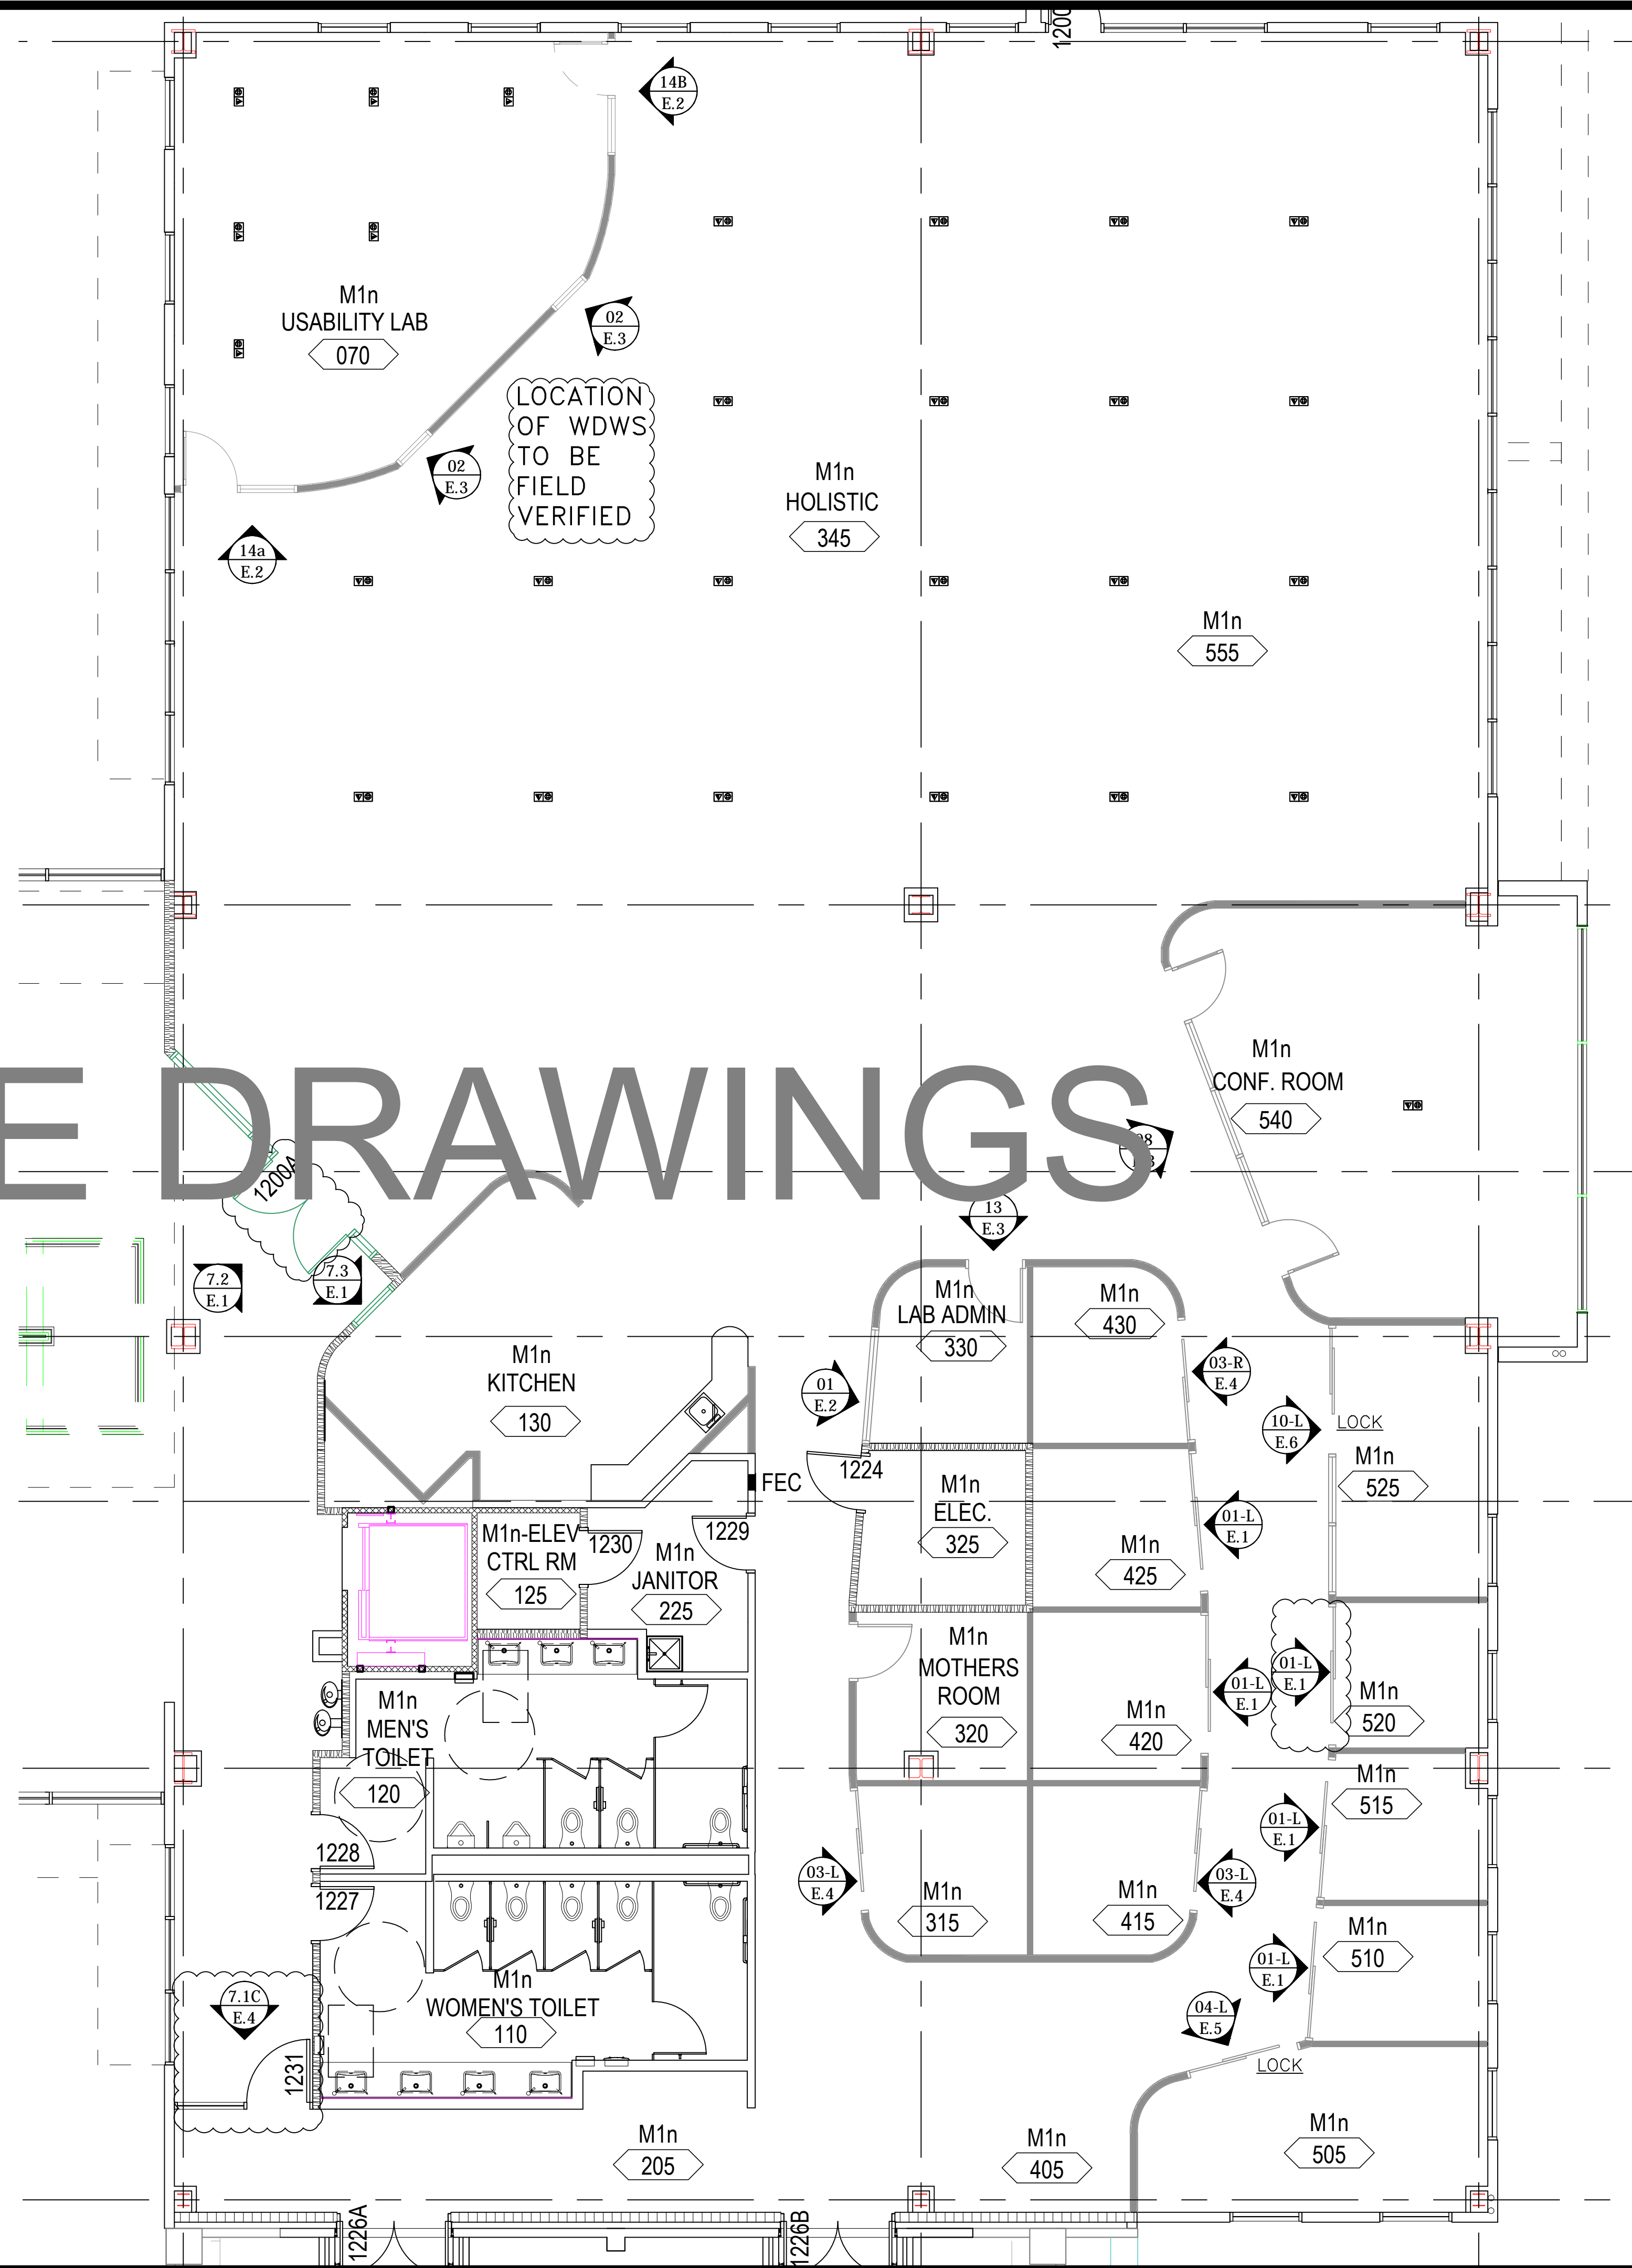 1200
14B
E.2
M1n
USABILITY LAB
070
02
E.3
LOCATION
OF WDWS
TO BE
FIELD
VERIFIED
02
E.3
M1n
HOLISTIC
345
14a
E.2
M1n
555
M1n
CONF. ROOM
540
E DRAWINGS
1200A
13
E.3
7.2
E.1
7.3
E.1
M1n
LAB ADMIN
330
M1n
430
M1n
KITCHEN
130
01
E.2
03-R
E.4
10-L
E.6
LOCK
1224
FEC
M1n
ELEC.
325
M1n
525
M1n-ELEV
CTRL RM
125
1230
1229
M1n
JANITOR
225
01-L
E.1
M1n
425
M1n
MOTHERS
ROOM
320
01-L
E.1
01-L
E.1
M1n
520
M1n
420
M1n
MEN'S
TOILET
120
M1n
515
01-L
E.1
1228
1227
03-L
E.4
M1n
315
M1n
415
03-L
E.4
M1n
510
01-L
E.1
M1n
WOMEN'S TOILET
110
7.1C
E.4
1231
04-L
E.5
LOCK
M1n
205
M1n
405
M1n
505
1226A
1226B